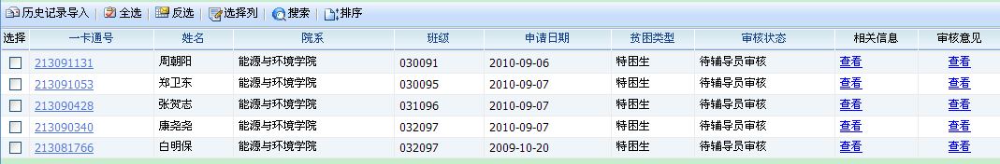 历史记录导入 全选 反选 选择列 搜索 排序
选择 一卡通号 姓名 院系 班级 申请日期 贫困类型 审核状态 相关信息 审核意见
213091131 周朝阳 能源与环境学院 030091 2010-09-06 特困生 待辅导员审核 查看 查看
213091053 郑卫东 能源与环境学院 030095 2010-09-07 特困生 待辅导员审核 查看 查看
213090428 张贺志 能源与环境学院 031096 2010-09-07 特困生 待辅导员审核 查看 查看
213090340 康尧尧 能源与环境学院 032097 2010-09-07 特困生 待辅导员审核 查看 查看
213081766 白明保 能源与环境学院 032097 2009-10-20 特困生 待辅导员审核 查看 查看